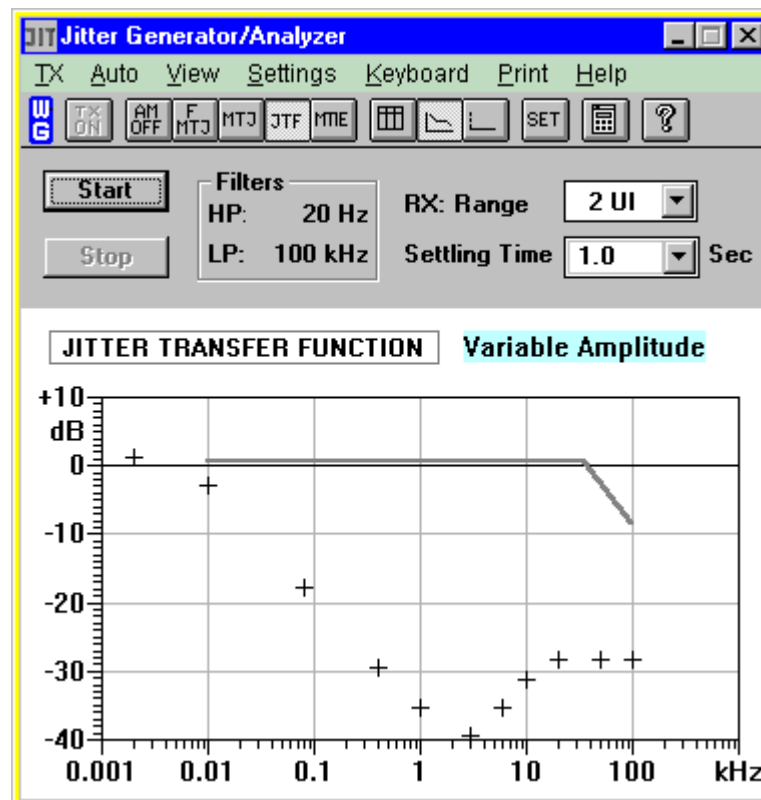 JIT Jitter Generator/Analyzer
TX Auto View Settings Keyboard Print Help
WG TX ON AM OFF F MTJ MTJ JTF MTIE SET ?
Start
Stop
Filters
HP: 20 Hz
LP: 100 kHz
RX: Range 2 UI
Settling Time 1.0 Sec
JITTER TRANSFER FUNCTION Variable Amplitude
+10
dB
0
-10
-20
-30
-40
0.001 0.01 0.1 1 10 100 kHz